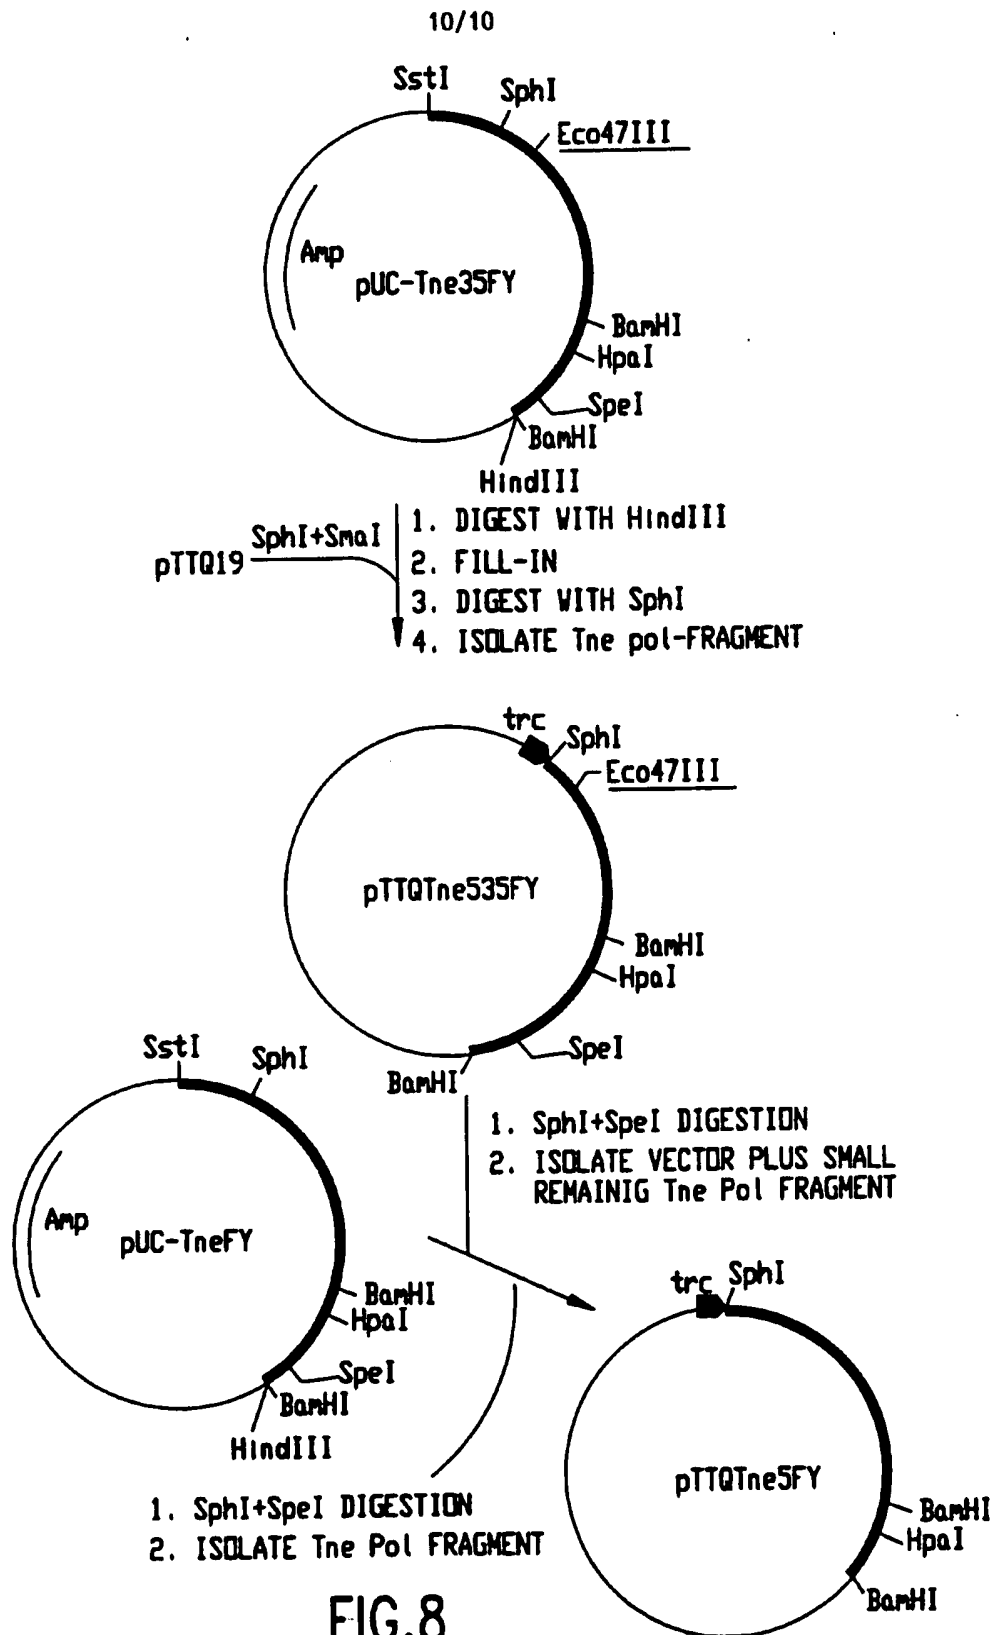 10/10
SstI
SphI
Eco47III
Amp
pUC-Tne35FY
BamHI
HpaI
SpeI
BamHI
HindIII
pTTQ19
SphI+SmaI
1. DIGEST WITH HindIII
2. FILL-IN
3. DIGEST WITH SphI
4. ISOLATE Tne pol-FRAGMENT
trc
SphI
Eco47III
pTTQTne535FY
BamHI
HpaI
SpeI
BamHI
1. SphI+SpeI DIGESTION
2. ISOLATE VECTOR PLUS SMALL
REMAINIG Tne Pol FRAGMENT
SstI
SphI
Amp
pUC-TneFY
BamHI
HpaI
SpeI
BamHI
HindIII
1. SphI+SpeI DIGESTION
2. ISOLATE Tne Pol FRAGMENT
trc
SphI
pTTQTne5FY
BamHI
HpaI
BamHI
FIG.8